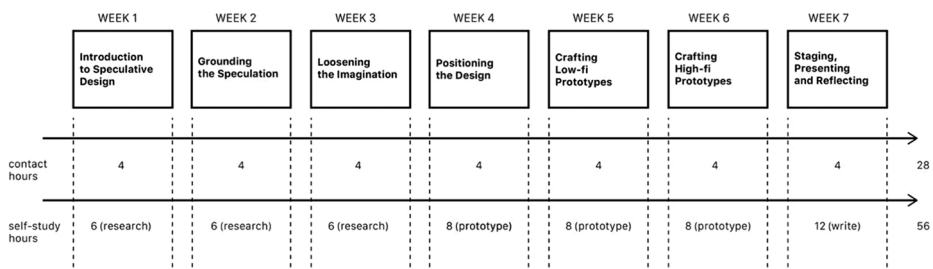 WEEK 1 WEEK 2 WEEK 3 WEEK 4 WEEK 5 WEEK 6 WEEK 7
Introduction
to Speculative
Design
Grounding
the Speculation
Loosening
the Imagination
Positioning
the Design
Crafting
Low-fi
Prototypes
Crafting
High-fi
Prototypes
Staging,
Presenting
and Reflecting
contact
hours
4 4 4 4 4 4 4 28
self-study
hours
6 (research) 6 (research) 6 (research) 8 (prototype) 8 (prototype) 8 (prototype) 12 (write) 56